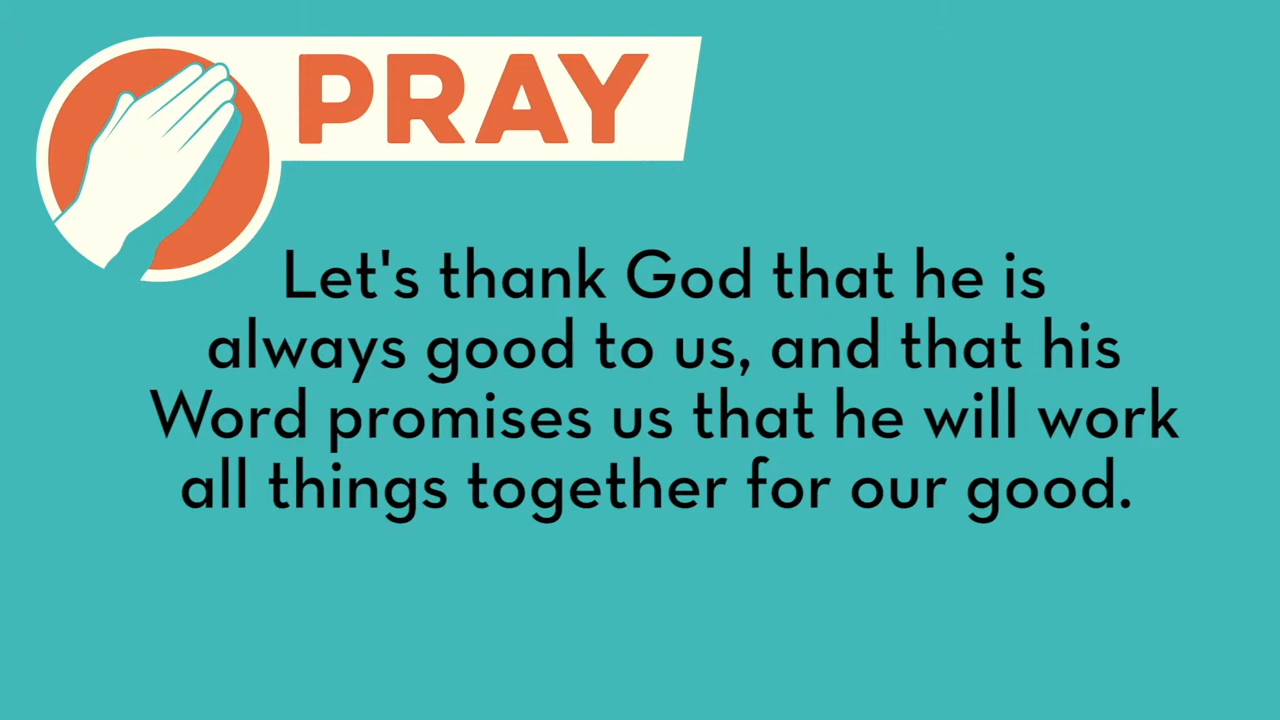 PRAY
Let's thank God that he is
always good to us, and that his
Word promises us that he will work
all things together for our good.